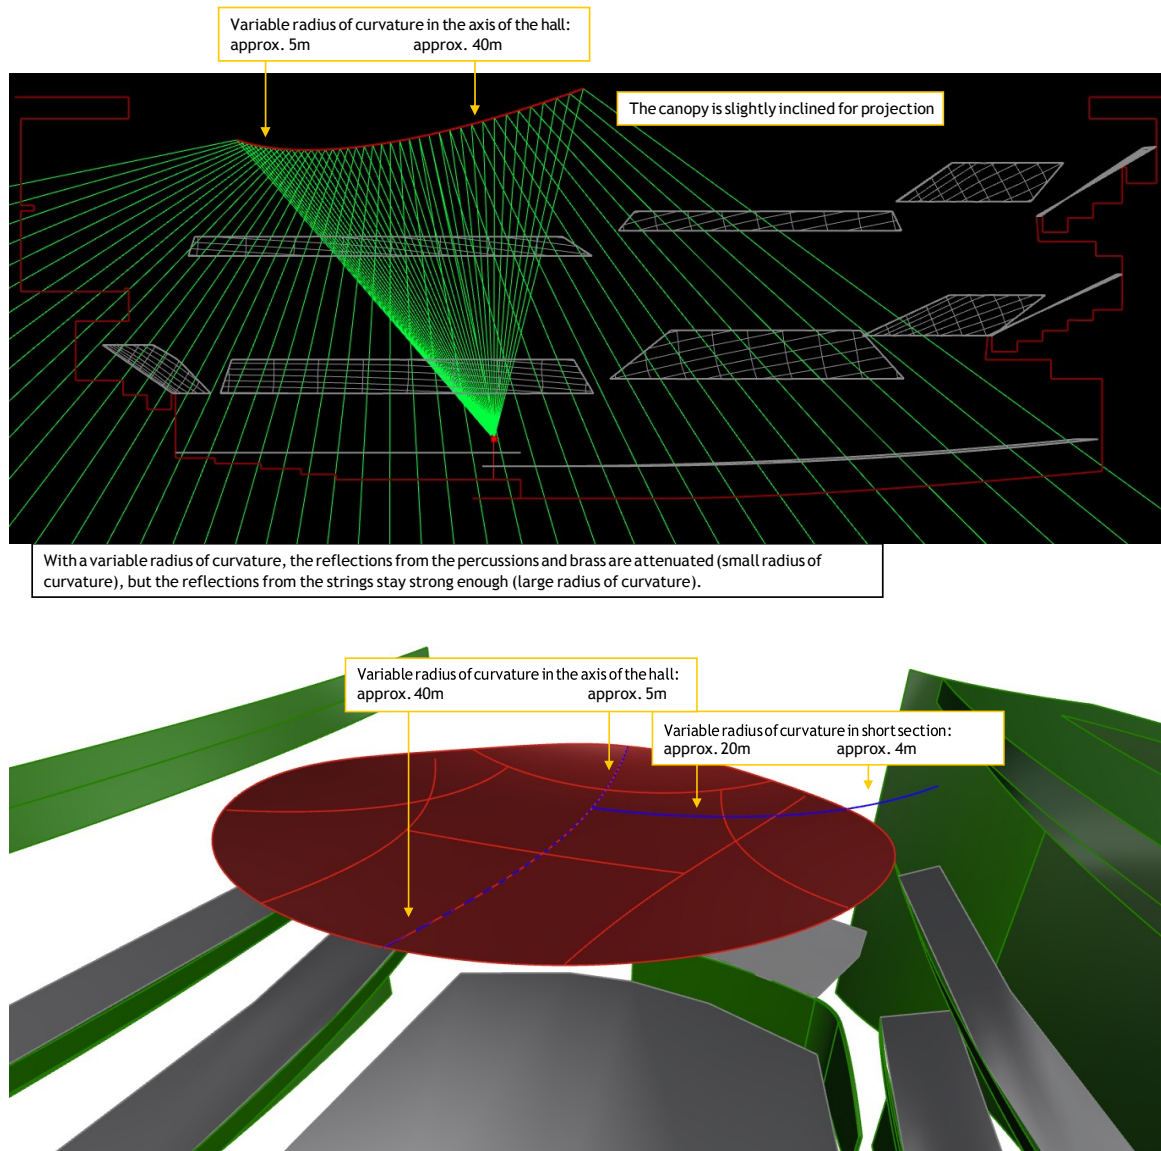 Variable radius of curvature in the axis of the hall:
approx. 5m approx. 40m
The canopy is slightly inclined for projection
With a variable radius of curvature, the reflections from the percussions and brass are attenuated (small radius of
curvature), but the reflections from the strings stay strong enough (large radius of curvature).
Variable radius of curvature in the axis of the hall:
approx. 40m approx. 5m
Variable radius of curvature in short section:
approx. 20m approx. 4m